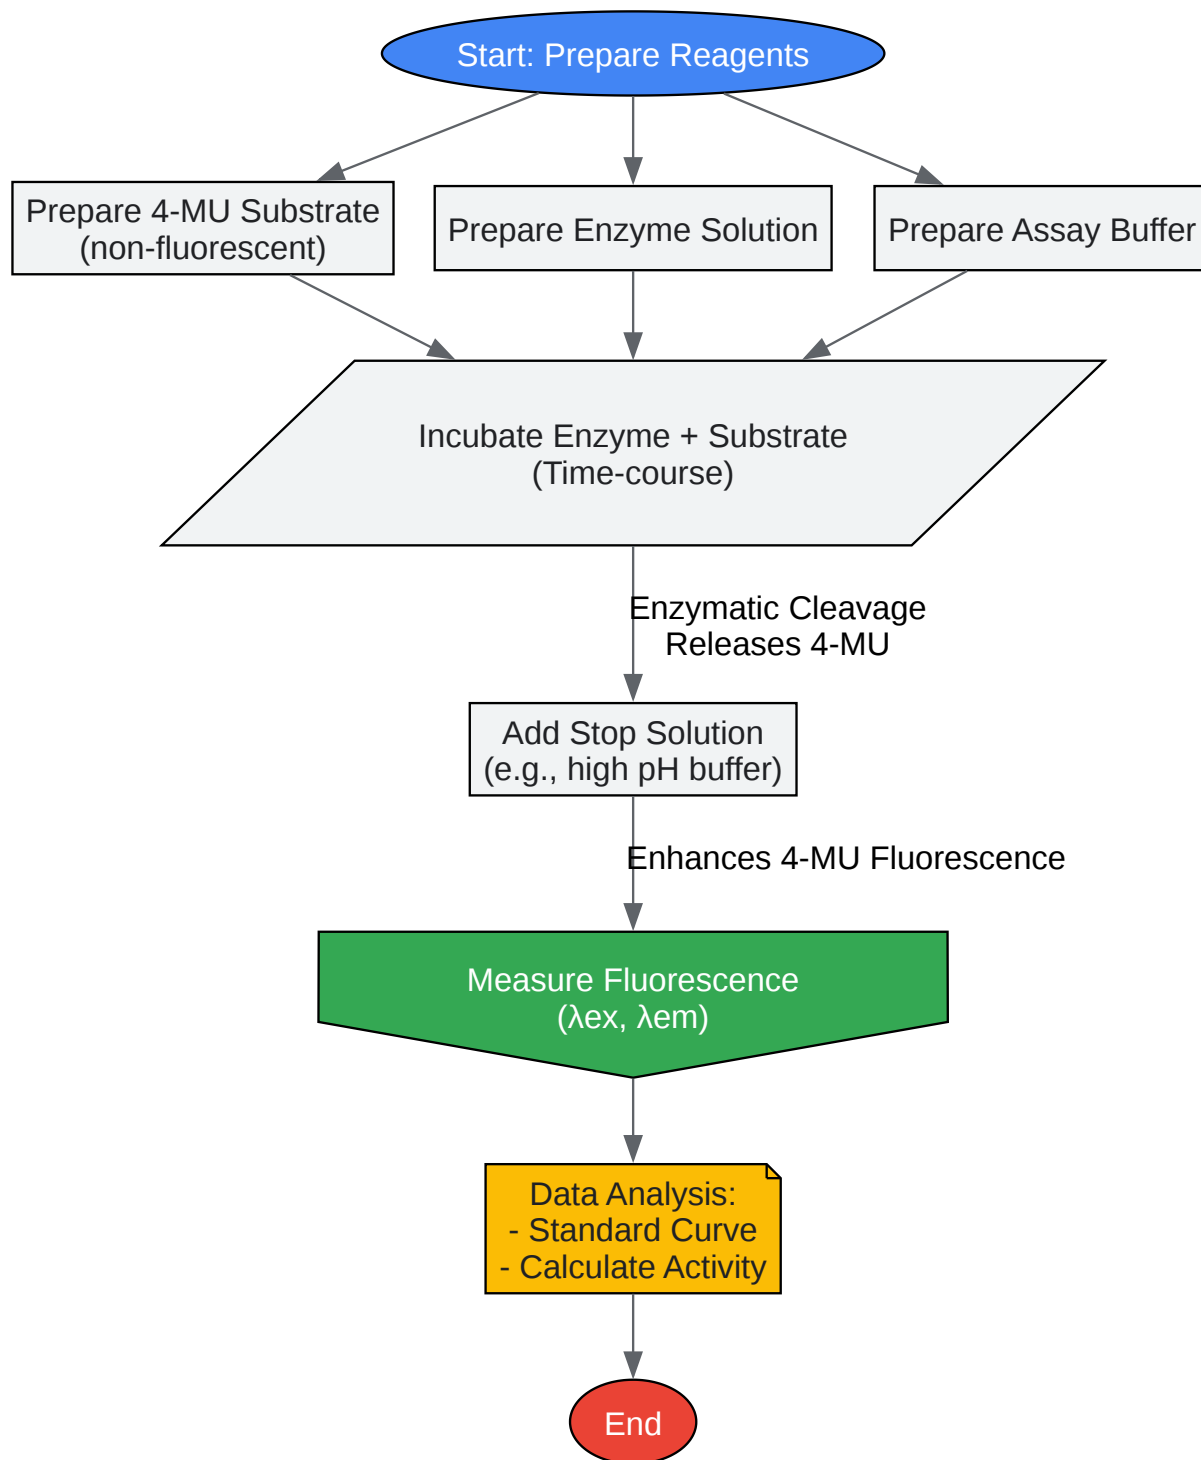 Start: Prepare Reagents
Prepare 4-MU Substrate
(non-fluorescent)
Prepare Enzyme Solution
Prepare Assay Buffer
Incubate Enzyme + Substrate
(Time-course)
Enzymatic Cleavage
Releases 4-MU
Add Stop Solution
(e.g., high pH buffer)
Enhances 4-MU Fluorescence
Measure Fluorescence
(λex, λem)
Data Analysis:
- Standard Curve
- Calculate Activity
End